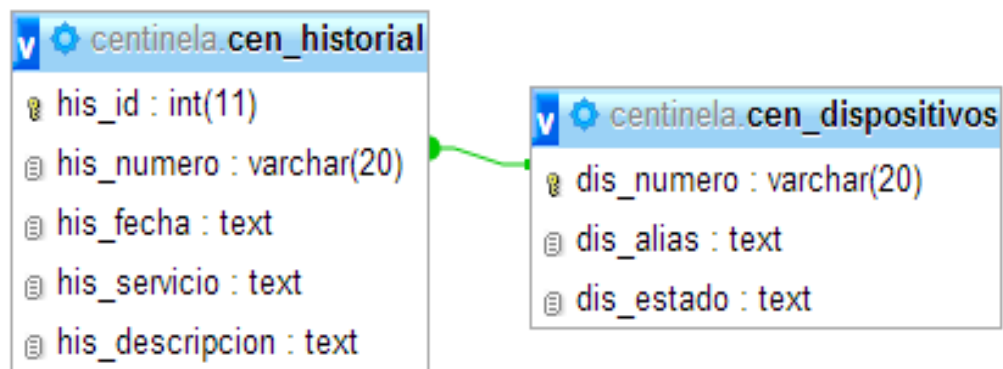 v centinela.cen_historial
his_id : int(11)
his_numero : varchar(20)
his_fecha : text
his_servicio : text
his_descripcion : text
v centinela.cen_dispositivos
dis_numero : varchar(20)
dis_alias : text
dis_estado : text